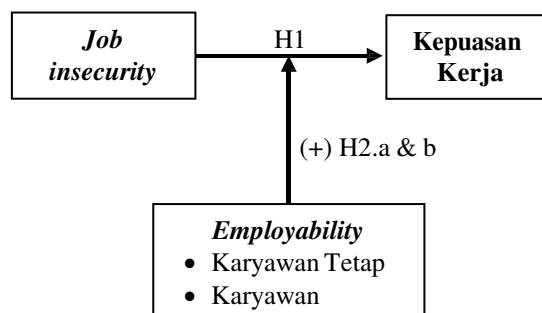 Job
insecurity
H1
Kepuasan
Kerja
(+) H2.a & b
Employability
• Karyawan Tetap
• Karyawan